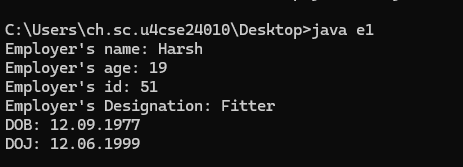 C:\Users\ch.sc.u4cse24010\Desktop>java e1
Employer's name: Harsh
Employer's age: 19
Employer's id: 51
Employer's Designation: Fitter
DOB: 12.09.1977
DOJ: 12.06.1999